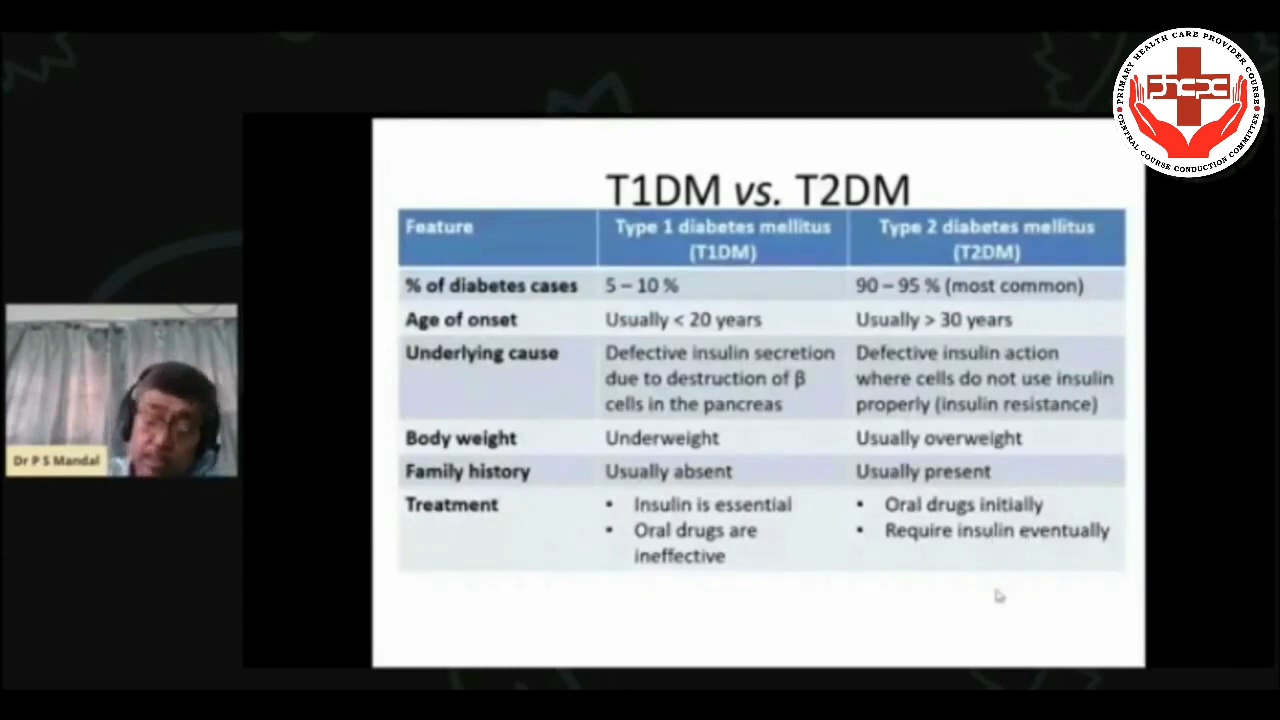 PRIMARY HEALTH CARE PROVIDER COURSE
phcpc
CENTRAL COURSE CONDUCTION COMMITTEE
T1DM vs. T2DM
Feature Type 1 diabetes mellitus Type 2 diabetes mellitus
(T1DM) (T2DM)
% of diabetes cases 5 – 10 % 90 – 95 % (most common)
Age of onset Usually < 20 years Usually > 30 years
Underlying cause Defective insulin secretion Defective insulin action
due to destruction of β where cells do not use insulin
cells in the pancreas properly (insulin resistance)
Body weight Underweight Usually overweight
Family history Usually absent Usually present
Treatment • Insulin is essential • Oral drugs initially
• Oral drugs are • Require insulin eventually
ineffective
Dr P S Mandal